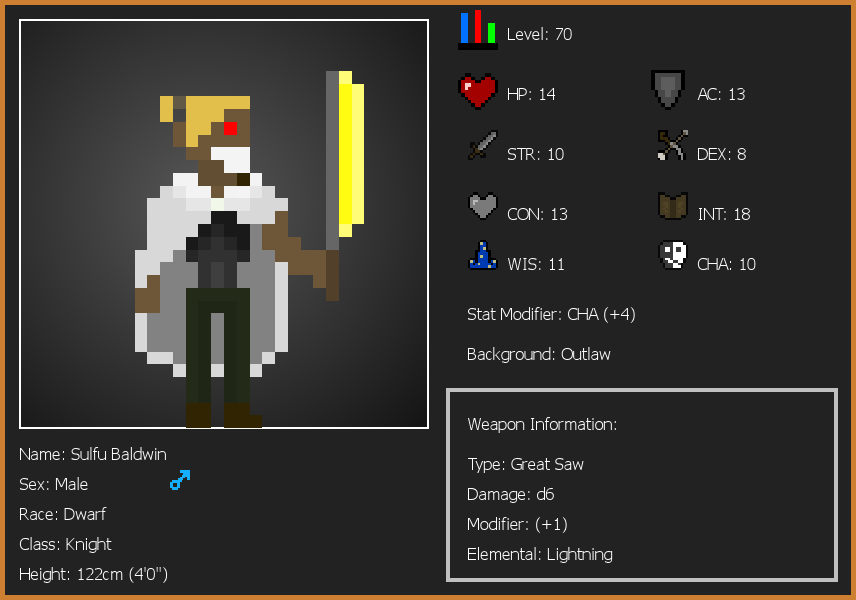 Level: 70
HP: 14
AC: 13
STR: 10
DEX: 8
CON: 13
INT: 18
WIS: 11
CHA: 10
Stat Modifier: CHA (+4)
Background: Outlaw
Weapon Information:
Type: Great Saw
Damage: d6
Modifier: (+1)
Elemental: Lightning
Name: Sulfu Baldwin
Sex: Male
Race: Dwarf
Class: Knight
Height: 122cm (4'0")